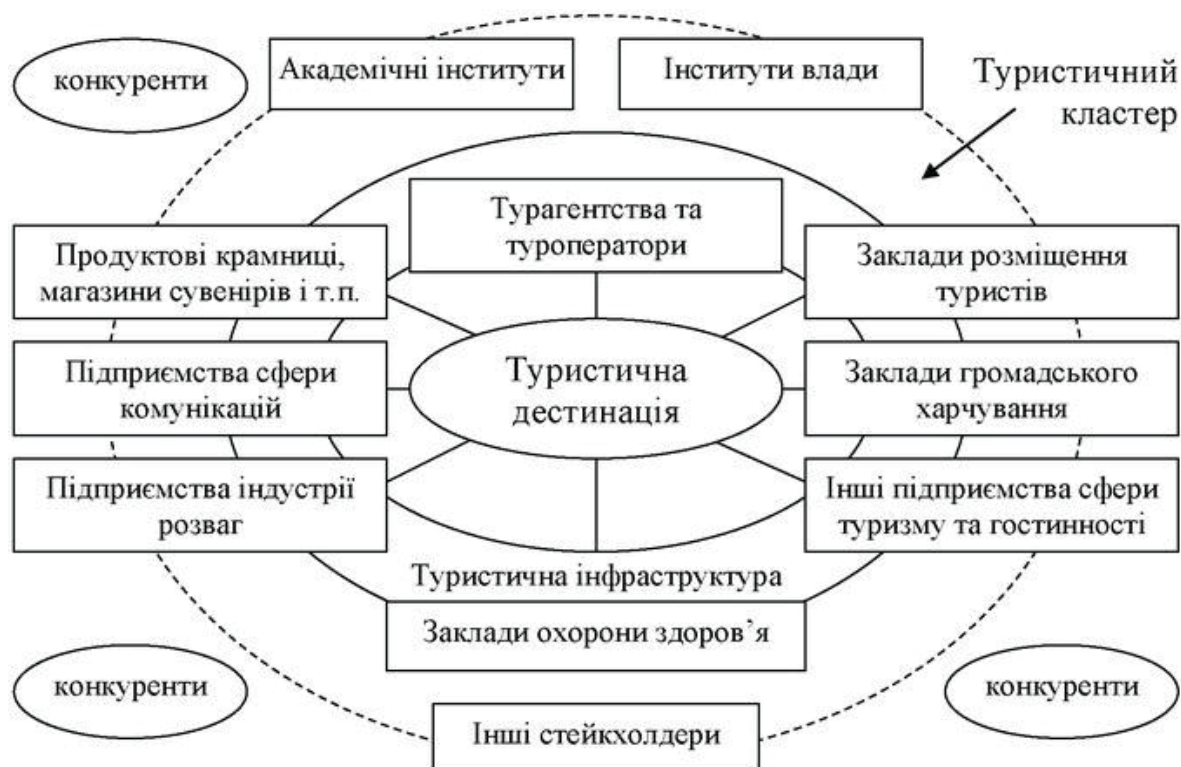 конкуренти
Академічні інститути
Інститути влади
Туристичний
кластер
Турагентства та
туроператори
Продуктові крамниці,
магазини сувенірів і т.п.
Заклади розміщення
туристів
Підприємства сфери
комунікацій
Туристична
дестинація
Заклади громадського
харчування
Підприємства індустрії
розваг
Інші підприємства сфери
туризму та гостинності
Туристична інфраструктура
Заклади охорони здоров’я
конкуренти
конкуренти
Інші стейкхолдери